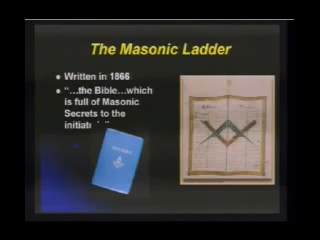 The Masonic Ladder
Written in 1866
“…the Bible…which
is full of Masonic
Secrets to the